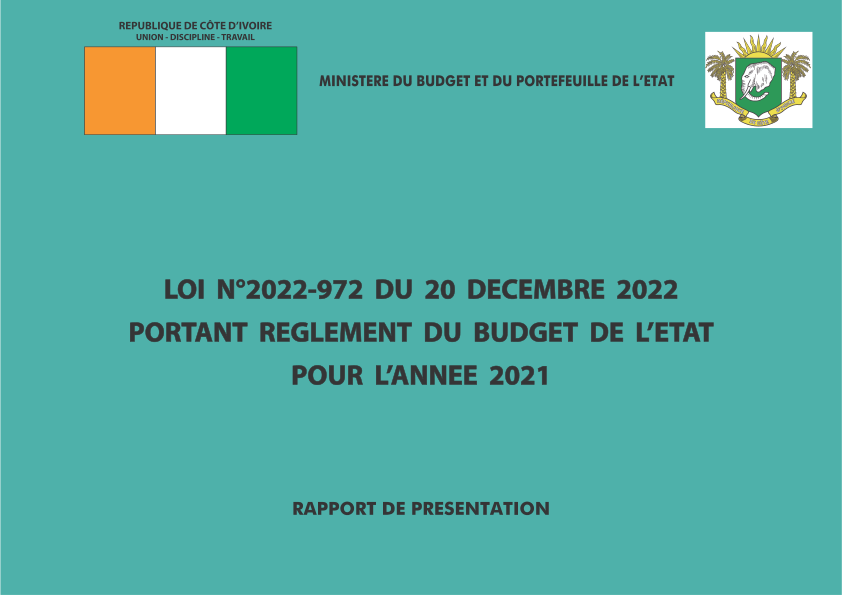 REPUBLIQUE DE CÔTE D'IVOIRE
UNION - DISCIPLINE - TRAVAIL
MINISTERE DU BUDGET ET DU PORTEFEUILLE DE L'ETAT
LOI N°2022-972 DU 20 DECEMBRE 2022
PORTANT REGLEMENT DU BUDGET DE L'ETAT
POUR L'ANNEE 2021
RAPPORT DE PRESENTATION